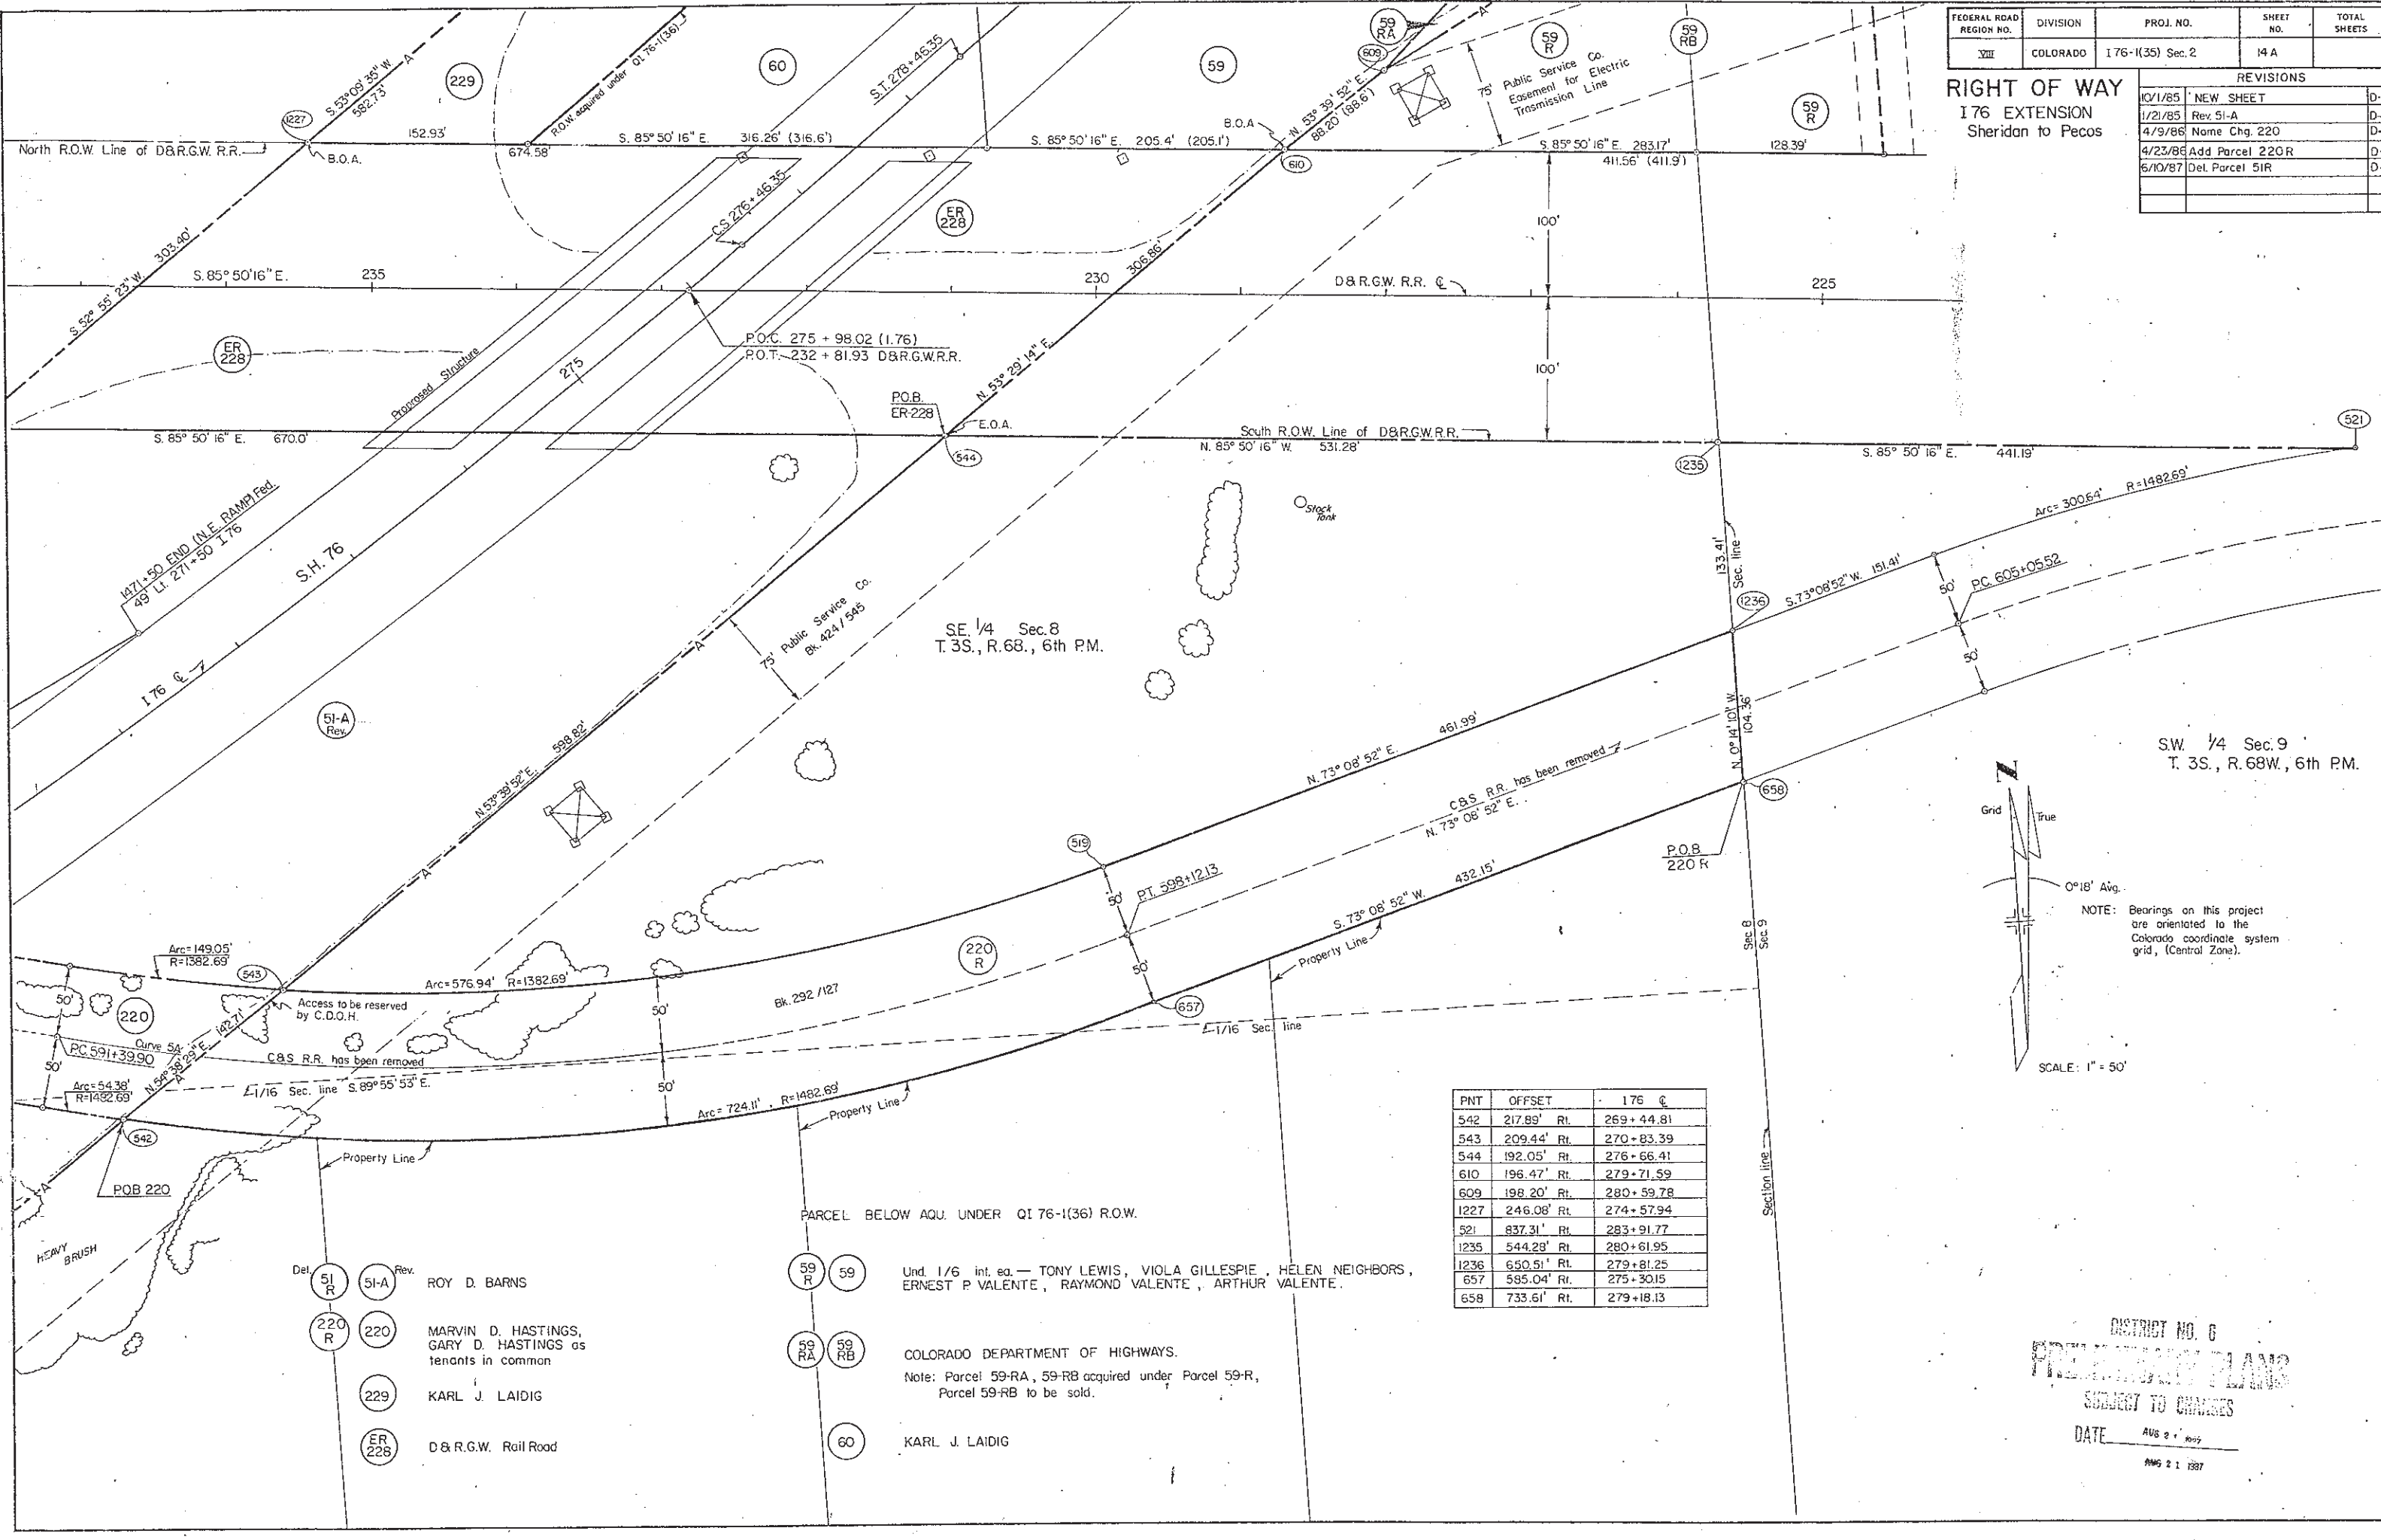 FEDERAL ROAD REGION NO.
DIVISION
PROJ. NO.
SHEET NO.
TOTAL SHEETS
VIII
COLORADO
I 76-1(35) Sec. 2
14 A
RIGHT OF WAY
I 76 EXTENSION
Sheridan to Pecos
REVISIONS
10/1/85 NEW SHEET
1/21/85 Rev. 51-A
4/9/86 Name Chg. 220
4/23/86 Add Parcel 220R
6/10/87 Del. Parcel 51R
1227
S. 53° 09' 35" W.
582.73'
A
229
R.O.W. acquired under QI 76-1(36)
60
S.T. 278+46.35
59
59 RA
609
A
59 R
59 RB
75' Public Service Co.
Easement for Electric
Trasmission Line
59 R
North R.O.W. Line of D&R.G.W. R.R.
B.O.A.
152.93'
674.58'
S. 85° 50' 16" E. 316.26' (316.6')
S. 85° 50' 16" E. 205.4' (205.1')
B.O.A
N. 53° 39' 52" E.
88.20' (88.6')
610
S. 85° 50' 16" E. 283.17'
411.56' (411.9')
128.39'
C.S. 276+46.35
ER 228
100'
S. 52° 55' 23" W. 303.40'
S. 85° 50' 16" E.
235
230
306.86'
D&R.G.W. R.R. ℄
225
ER 228
Proprosed Structure
275
P.O.C. 275 + 98.02 (1.76)
P.O.T. 232 + 81.93 D&R.G.W.R.R.
N. 53° 29' 14" E.
100'
P.O.B.
ER-228
E.O.A.
544
S. 85° 50' 16" E. 670.0'
South R.O.W. Line of D&R.G.W.R.R.
N. 85° 50' 16" W. 531.28'
1235
S. 85° 50' 16" E. 441.19'
521
Arc= 300.64' R=1482.69'
1471+50 END (N.E. RAMP) Fed.
49' Lt. 271+50 I 76
S.H. 76
Stock Tank
133.41'
Sec. line
I 76 ℄
75' Public Service Co.
Bk. 424 / 545
A
S.E. 1/4 Sec. 8
T. 3S., R. 68., 6th P.M.
1236
S. 73° 08' 52" W. 151.41'
50'
P.C. 605+05.52
50'
51-A Rev.
598.82'
N. 53° 39' 52" E.
N. 73° 08' 52" E. 461.99'
C&S R.R. has been removed
N. 73° 08' 52" E.
N. 0° 14' 10" W.
104.36'
658
S.W. 1/4 Sec. 9
T. 3S., R. 68W., 6th P.M.
N
Grid
True
0°18' Avg.
NOTE: Bearings on this project
are orientated to the
Colorado coordinate system
grid, (Central Zone).
SCALE: 1" = 50'
519
50'
P.T. 598+12.13
50'
P.O.B
220 R
S. 73° 08' 52" W. 432.15'
Property Line
Sec. 8
Sec. 9
A
220 R
657
Arc= 149.05'
R=1382.69'
543
Arc= 576.94' R=1382.69'
Access to be reserved
by C.D.O.H.
50'
Bk. 292 / 127
1/16 Sec. line
220
50'
P.C. 591+39.90
Curve 5A
142.71'
N. 54° 38' 29" E.
A
C&S R.R. has been removed
50'
Arc= 54.38'
R=1492.69'
1/16 Sec. line S. 89° 55' 53" E.
50'
Arc= 724.11', R=1482.69'
Property Line
542
Property Line
A
POB 220
HEAVY BRUSH
PNT OFFSET I 76 ℄
542 217.89' Rt. 269+44.81
543 209.44' Rt. 270+83.39
544 192.05' Rt. 276+66.41
610 196.47' Rt. 279+71.59
609 198.20' Rt. 280+59.78
1227 246.08' Rt. 274+57.94
521 837.31' Rt. 283+91.77
1235 544.28' Rt. 280+61.95
1236 650.51' Rt. 279+81.25
657 585.04' Rt. 275+30.15
658 733.61' Rt. 279+18.13
Section line
PARCEL BELOW AQU. UNDER QI 76-1(36) R.O.W.
Del. 51 R 51-A Rev. ROY D. BARNS
220 R 220 MARVIN D. HASTINGS,
GARY D. HASTINGS as
tenants in common
229 KARL J. LAIDIG
ER 228 D & R.G.W. Rail Road
59 R 59 Und. 1/6 int. ea. — TONY LEWIS, VIOLA GILLESPIE, HELEN NEIGHBORS,
ERNEST P. VALENTE, RAYMOND VALENTE, ARTHUR VALENTE.
59 RA 59 RB COLORADO DEPARTMENT OF HIGHWAYS.
Note: Parcel 59-RA, 59-RB acquired under Parcel 59-R,
Parcel 59-RB to be sold.
60 KARL J. LAIDIG
DISTRICT NO. 6
PRELIMINARY PLANS
SUBJECT TO CHANGES
DATE
AUG 21 1987